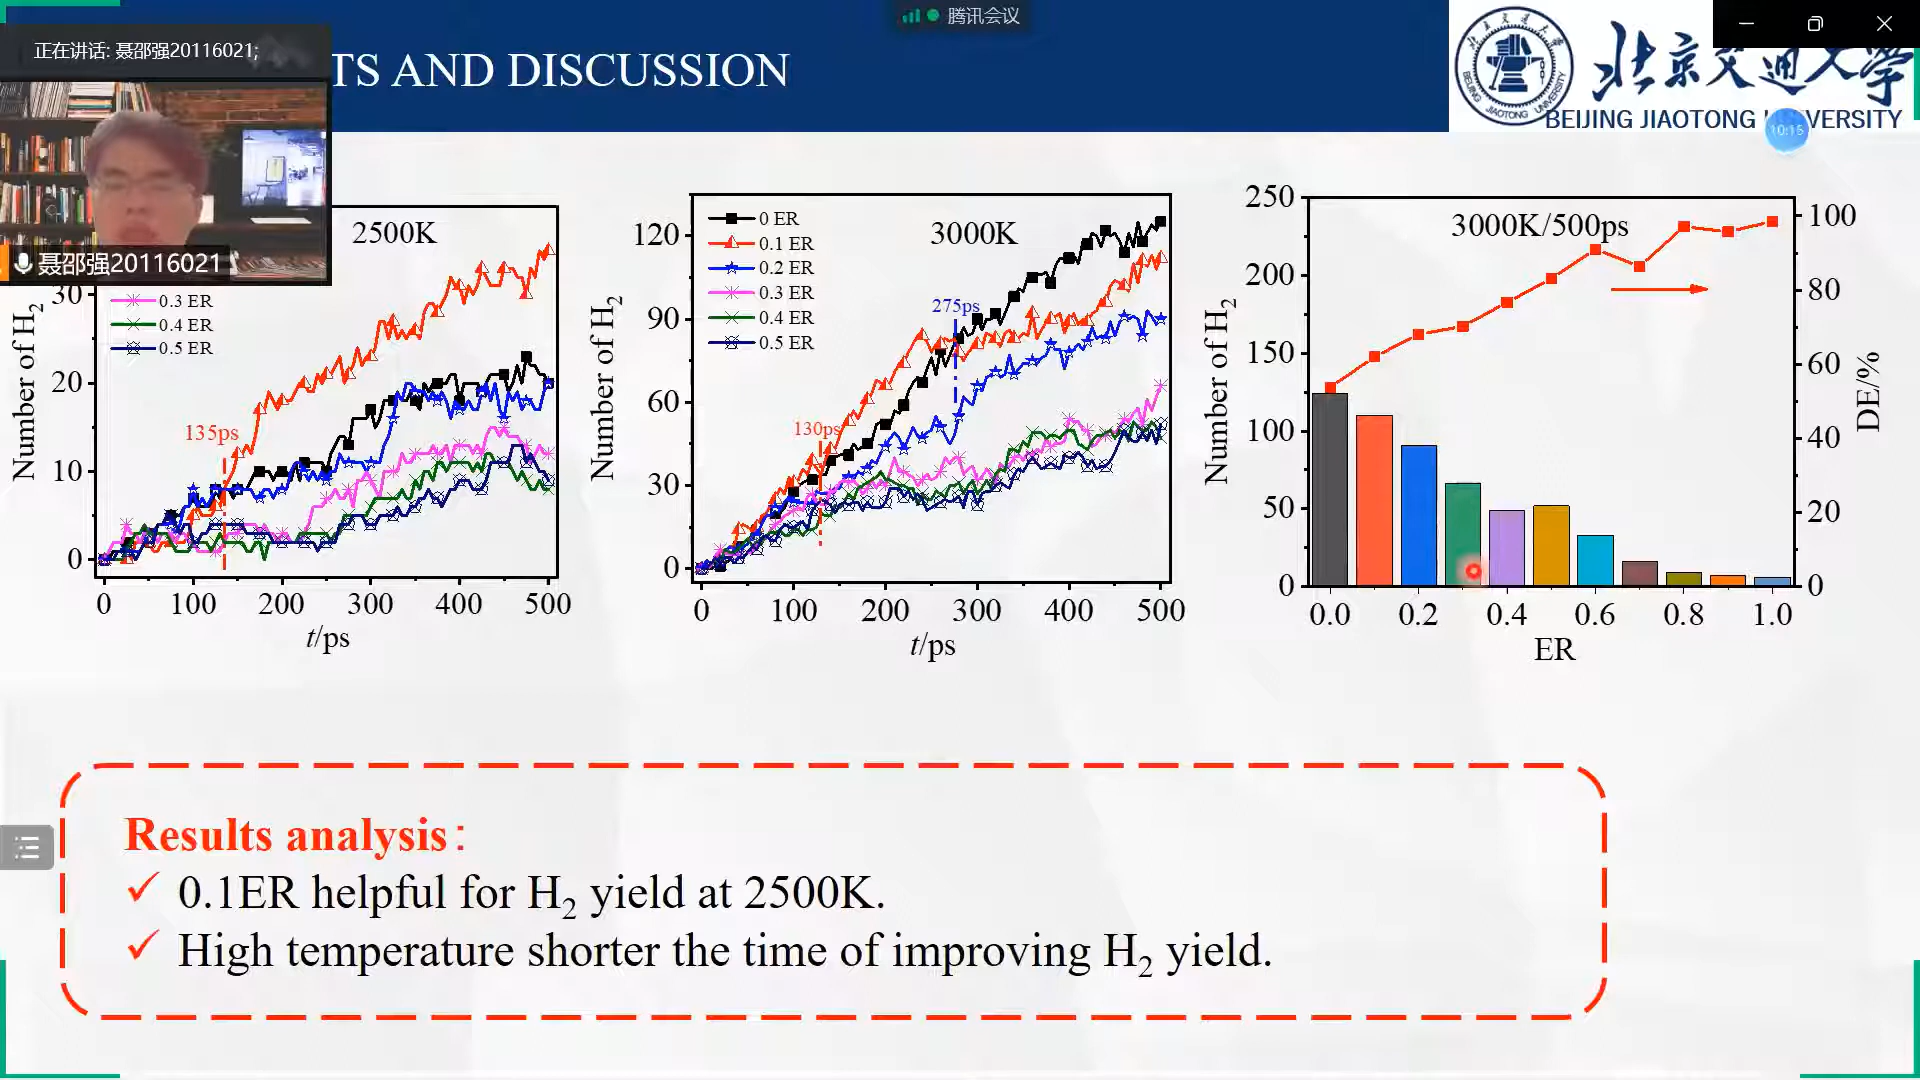 腾讯会议
正在讲话: 聂邵强20116021;
TS AND DISCUSSION
北京交通大学
BEIJING JIAOTONG UNIVERSITY
10:15
聂邵强20116021
2500K
0.3 ER
0.4 ER
0.5 ER
135ps
Number of H2
30
20
10
0
0 100 200 300 400 500
t/ps
3000K
0 ER
0.1 ER
0.2 ER
0.3 ER
0.4 ER
0.5 ER
275ps
130ps
Number of H2
120
90
60
30
0
0 100 200 300 400 500
t/ps
3000K/500ps
Number of H2
250
200
150
100
50
0
0.0 0.2 0.4 0.6 0.8 1.0
ER
100
80
60
40
20
0
DE/%
Results analysis:
✓ 0.1ER helpful for H2 yield at 2500K.
✓ High temperature shorter the time of improving H2 yield.